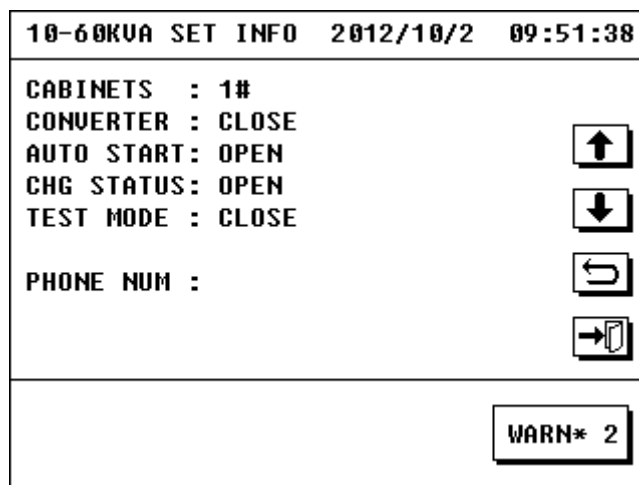 10-60KVA SET INFO 2012/10/2 09:51:38
CABINETS : 1#
CONVERTER : CLOSE
AUTO START: OPEN
CHG STATUS: OPEN
TEST MODE : CLOSE
PHONE NUM :
WARN* 2